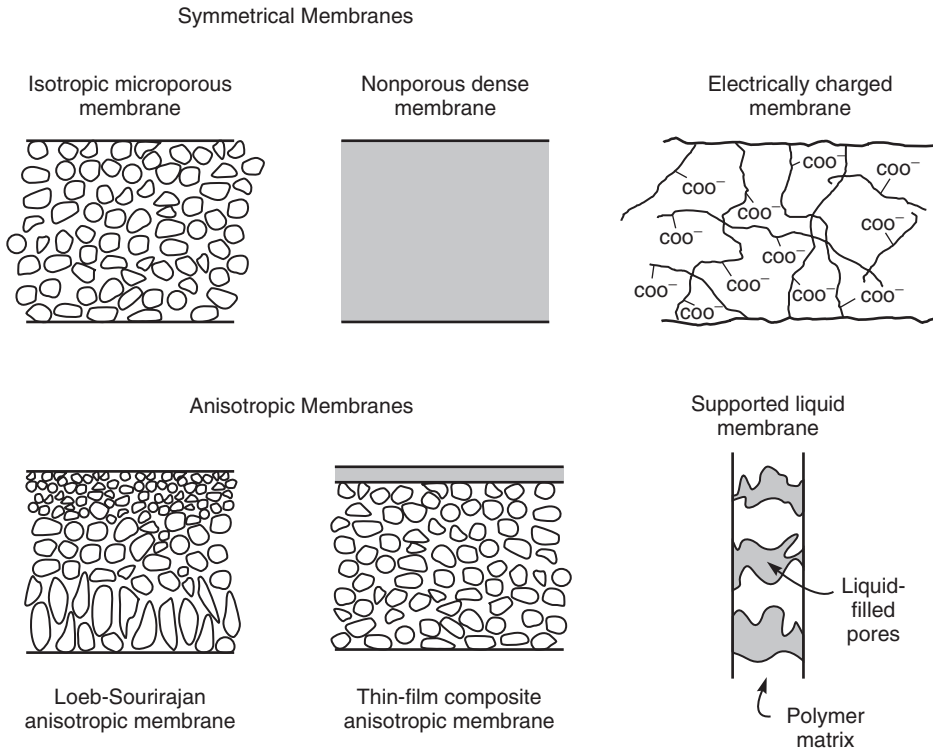 Symmetrical Membranes
Isotropic microporous
membrane
Nonporous dense
membrane
Electrically charged
membrane
COO⁻
COO⁻
COO⁻
COO⁻
COO⁻
COO⁻
COO⁻
COO⁻
COO⁻
COO⁻
COO⁻
COO⁻
Anisotropic Membranes
Supported liquid
membrane
Liquid-
filled
pores
Loeb-Sourirajan
anisotropic membrane
Thin-film composite
anisotropic membrane
Polymer
matrix